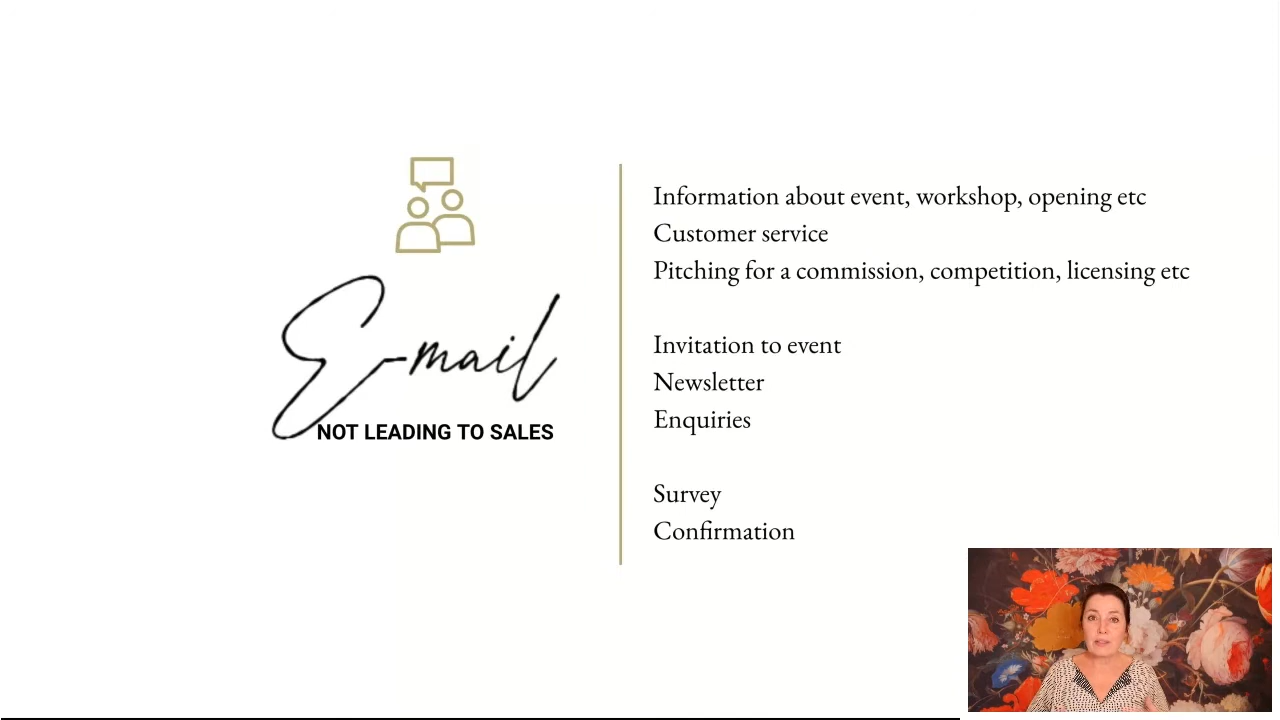 E-mail
NOT LEADING TO SALES
Information about event, workshop, opening etc
Customer service
Pitching for a commission, competition, licensing etc
Invitation to event
Newsletter
Enquiries
Survey
Confirmation